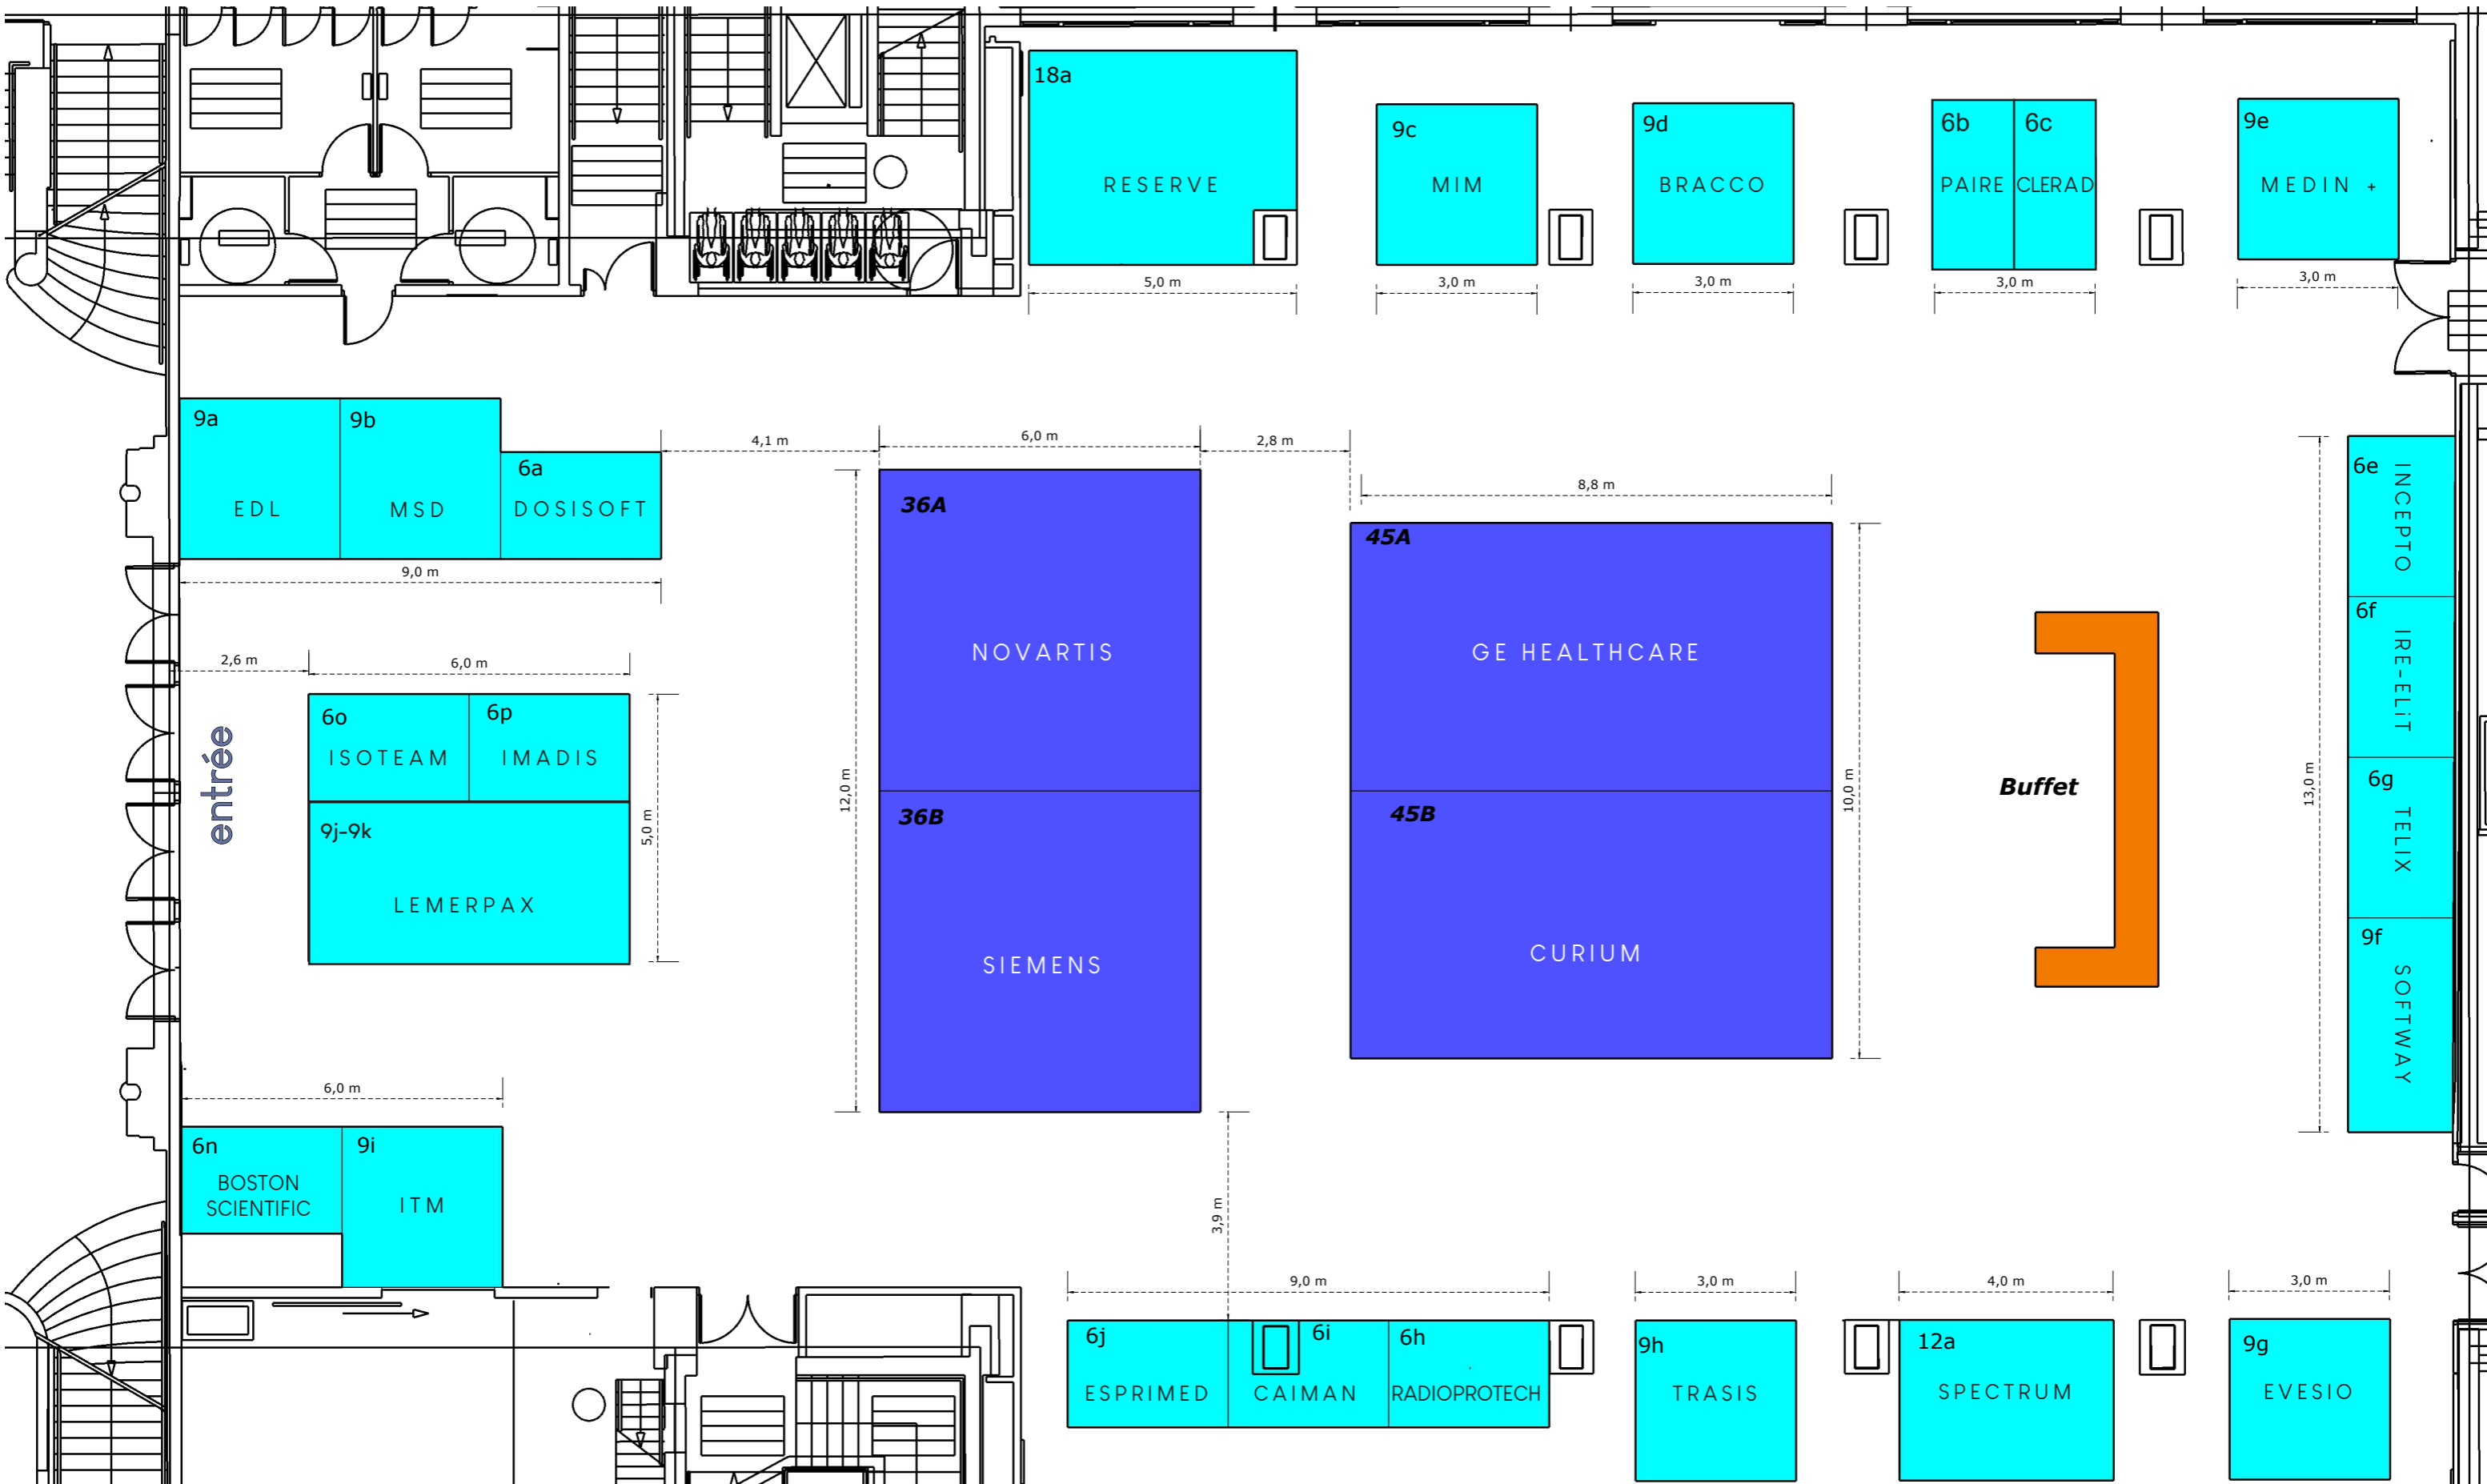 18a
RESERVE
5,0 m
9c
MIM
3,0 m
9d
BRACCO
3,0 m
6b
PAIRE
6c
CLERAD
3,0 m
9e
MEDIN +
3,0 m
9a
EDL
9b
MSD
6a
DOSISOFT
9,0 m
4,1 m
6,0 m
2,8 m
8,8 m
36A
NOVARTIS
36B
SIEMENS
12,0 m
45A
GE HEALTHCARE
45B
CURIUM
10,0 m
Buffet
13,0 m
6e
INCEPTO
6f
IRE-ELiT
6g
TELIX
9f
SOFTWAY
entrée
2,6 m
6,0 m
6o
ISOTEAM
6p
IMADIS
9j-9k
LEMERPAX
5,0 m
6,0 m
6n
BOSTON
SCIENTIFIC
9i
ITM
3,9 m
9,0 m
6j
ESPRIMED
6i
CAIMAN
6h
RADIOPROTECH
3,0 m
9h
TRASIS
4,0 m
12a
SPECTRUM
3,0 m
9g
EVESIO